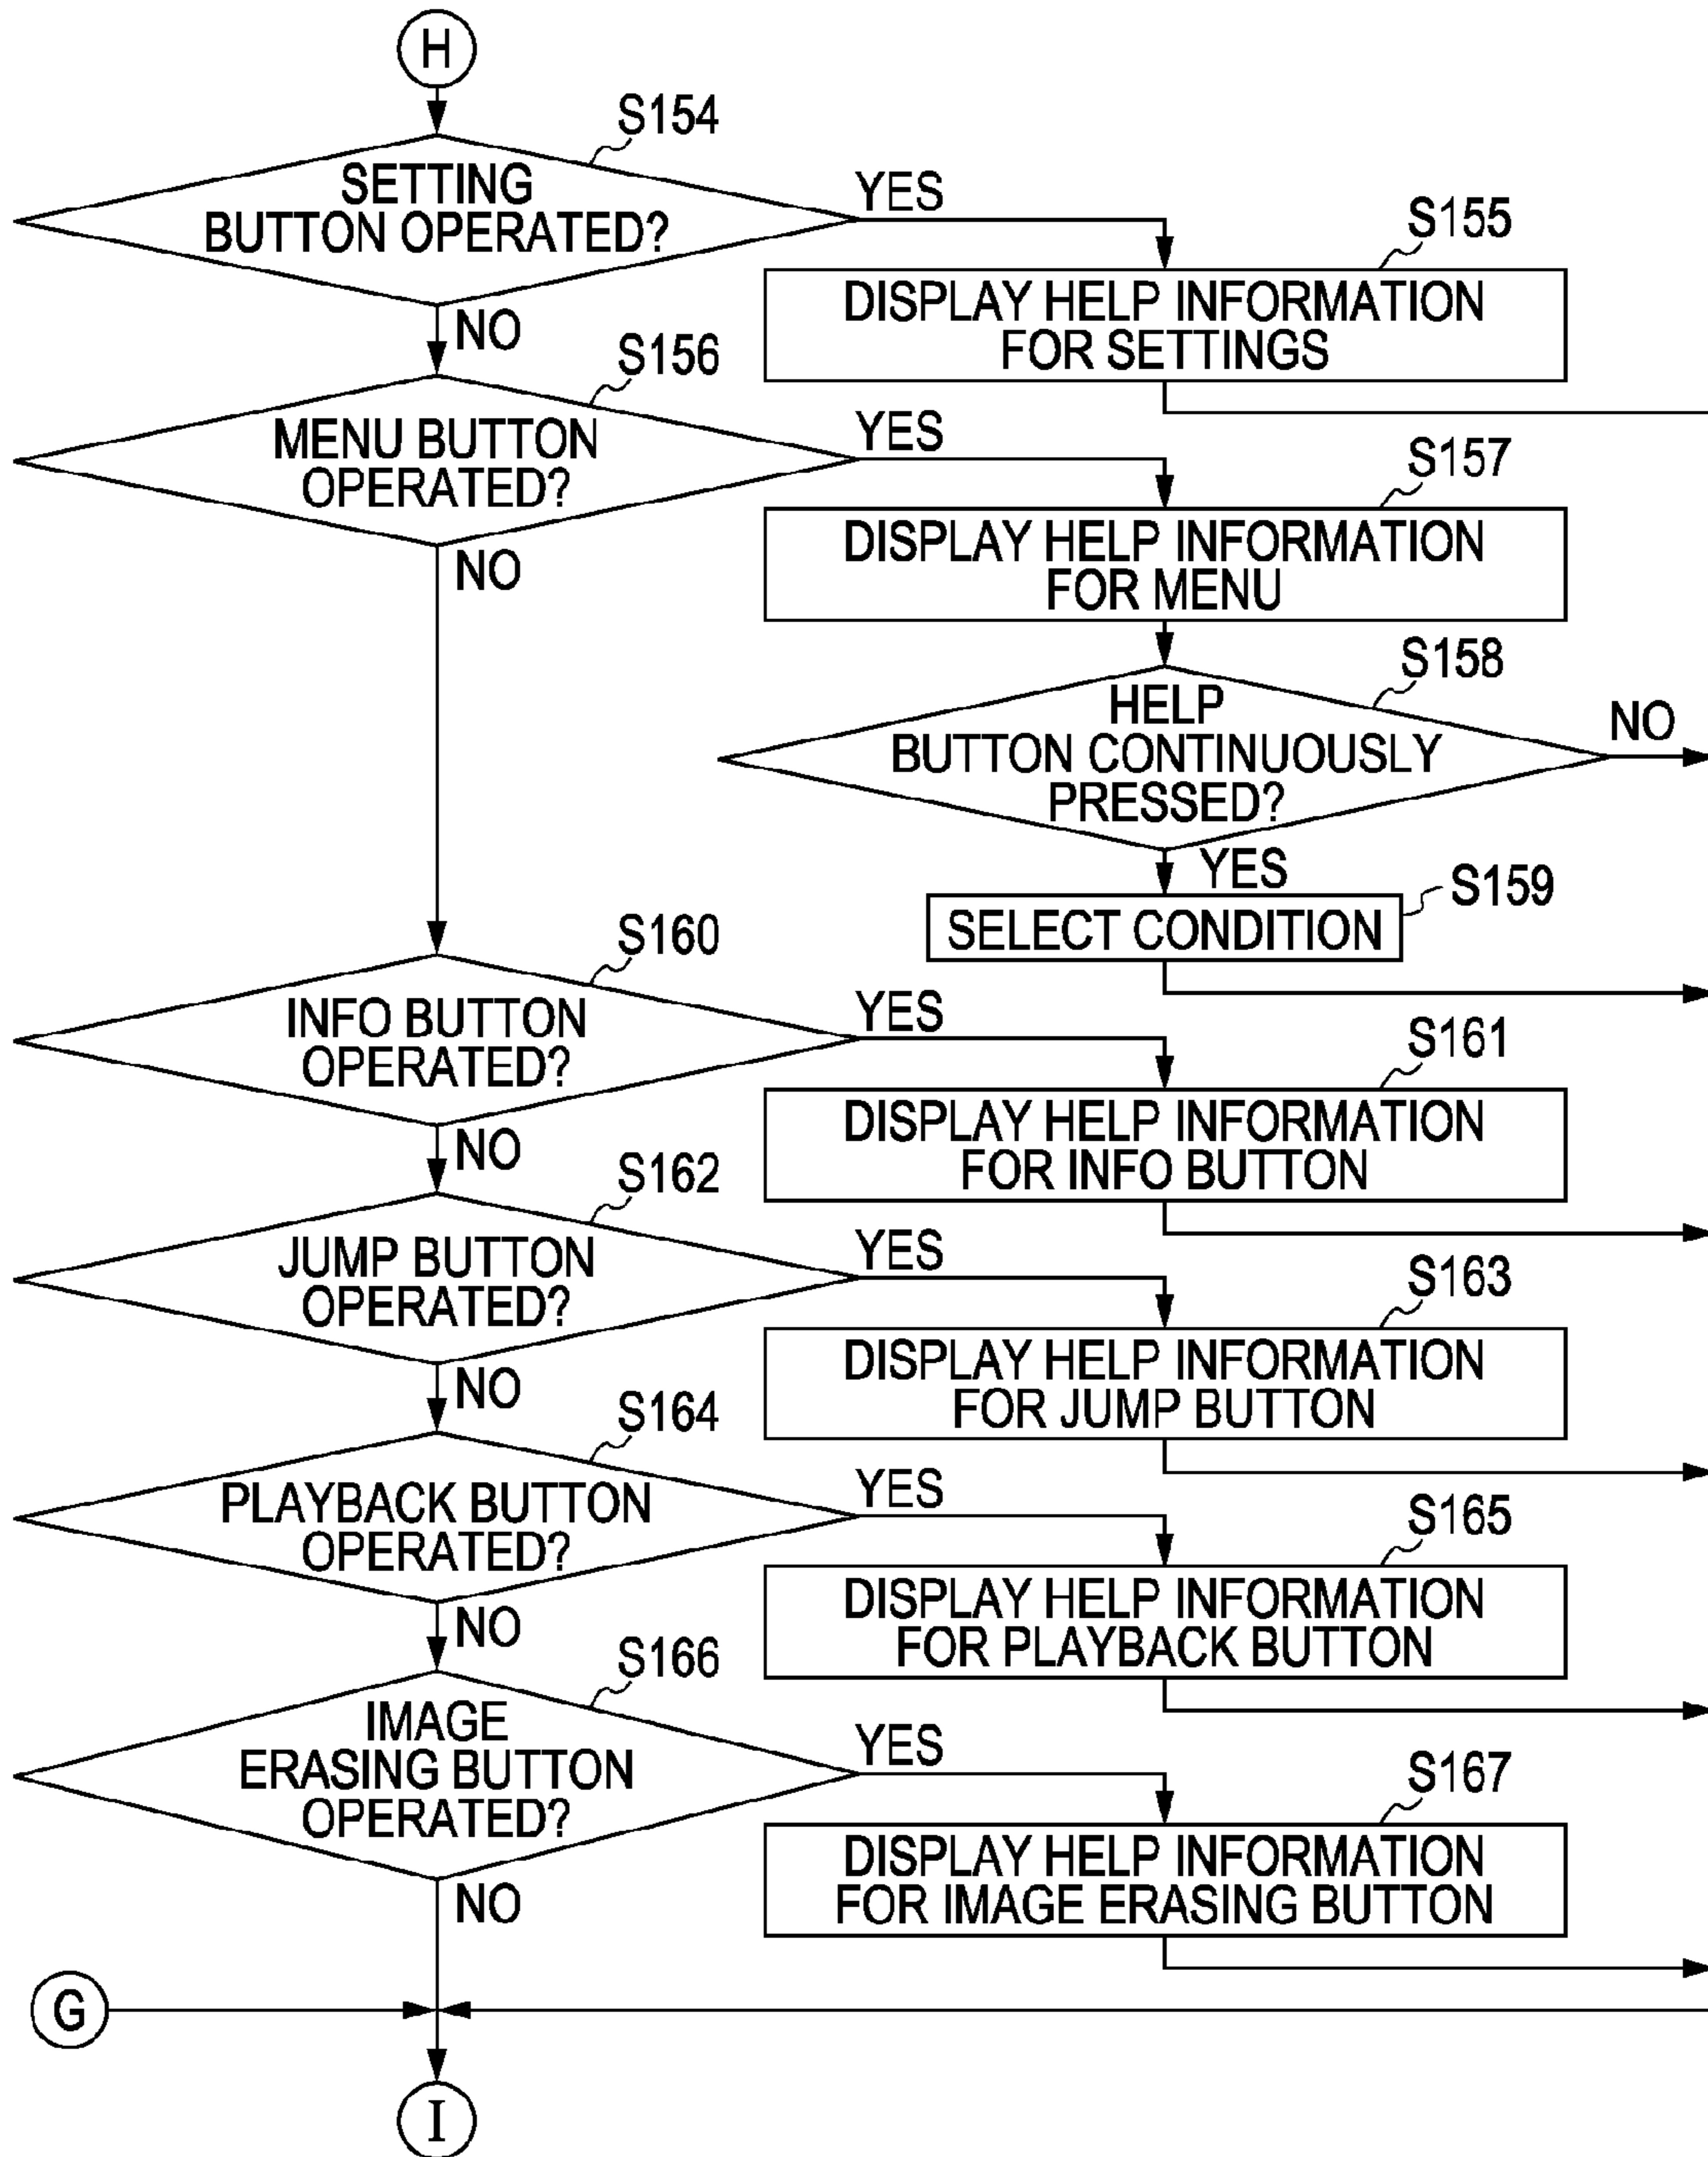 H
S154
SETTING
BUTTON OPERATED?
YES
S155
DISPLAY HELP INFORMATION
FOR SETTINGS
NO
S156
MENU BUTTON
OPERATED?
YES
S157
DISPLAY HELP INFORMATION
FOR MENU
NO
S158
HELP
BUTTON CONTINUOUSLY
PRESSED?
NO
YES
S159
SELECT CONDITION
S160
INFO BUTTON
OPERATED?
YES
S161
DISPLAY HELP INFORMATION
FOR INFO BUTTON
NO
S162
JUMP BUTTON
OPERATED?
YES
S163
DISPLAY HELP INFORMATION
FOR JUMP BUTTON
NO
S164
PLAYBACK BUTTON
OPERATED?
YES
S165
DISPLAY HELP INFORMATION
FOR PLAYBACK BUTTON
NO
S166
IMAGE
ERASING BUTTON
OPERATED?
YES
S167
DISPLAY HELP INFORMATION
FOR IMAGE ERASING BUTTON
NO
G
I